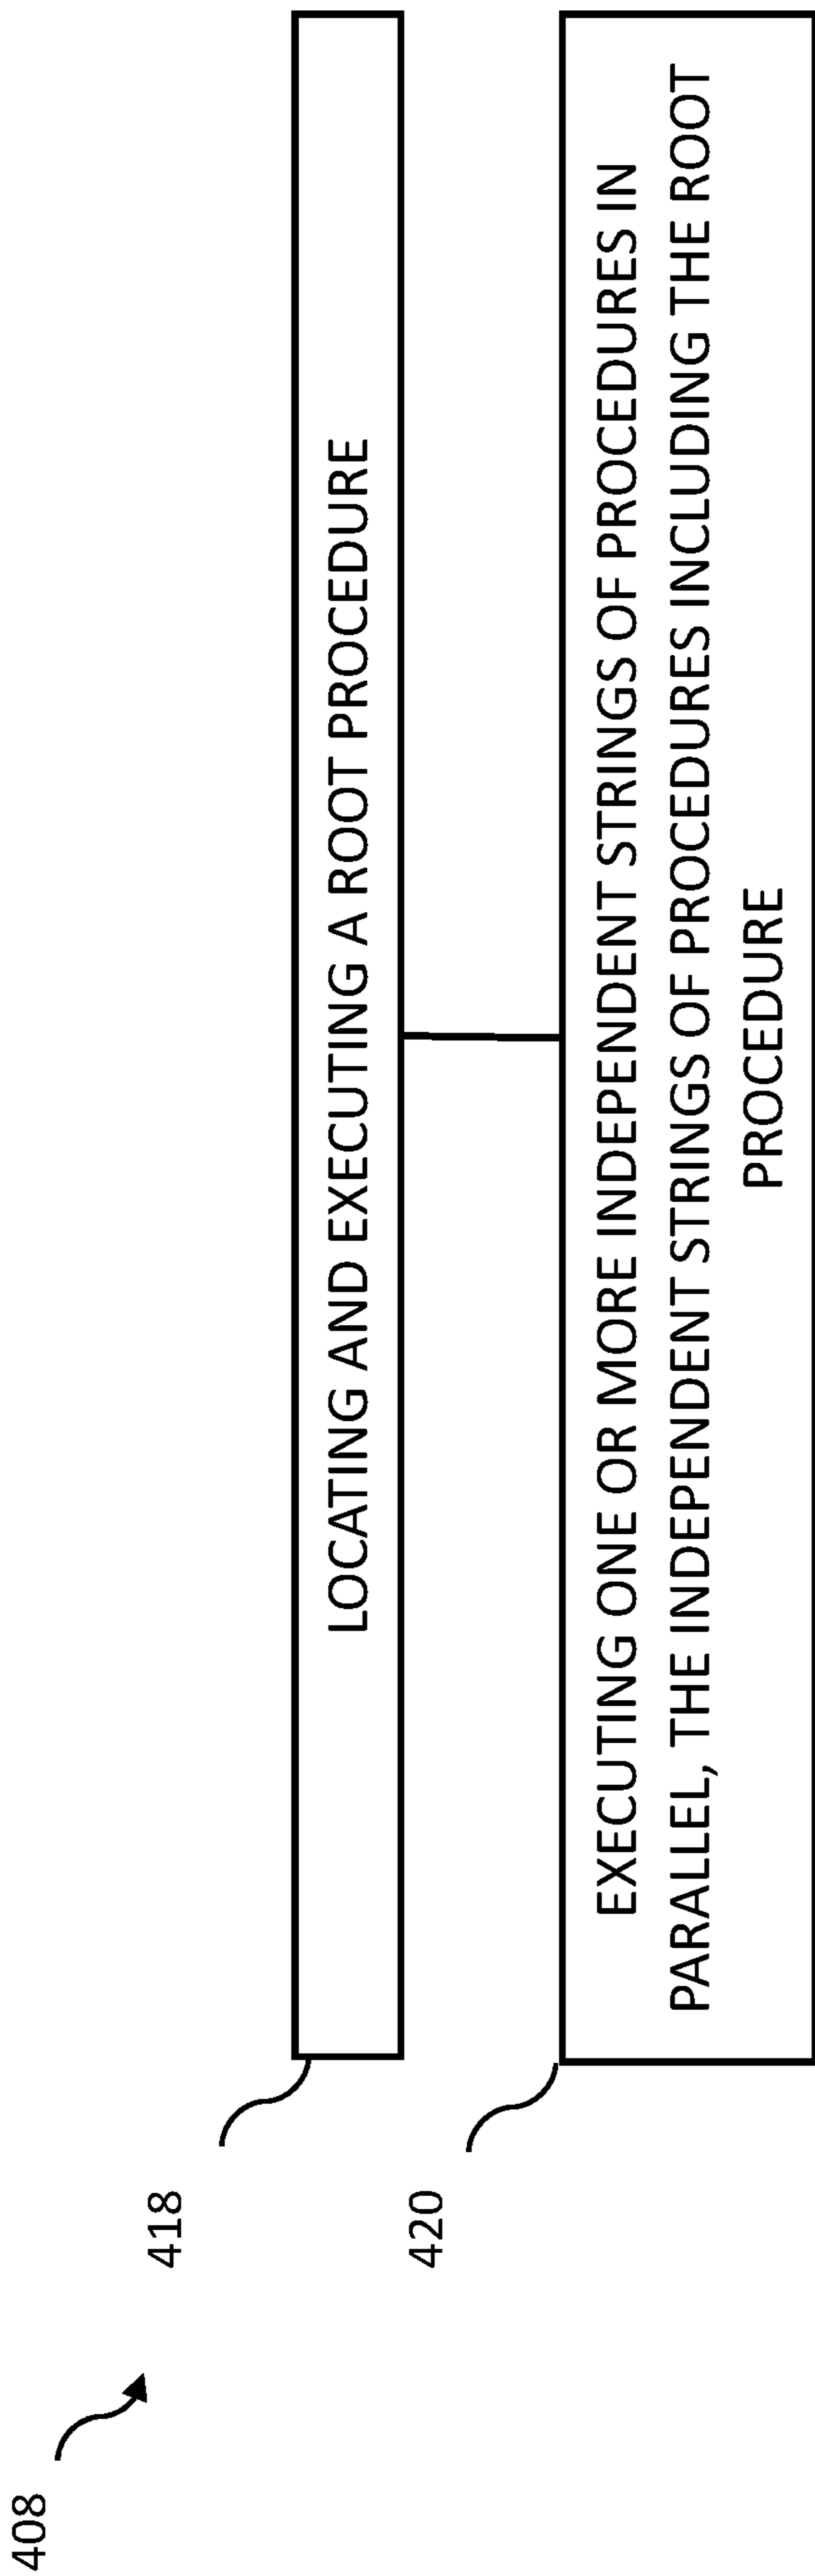 408
418
LOCATING AND EXECUTING A ROOT PROCEDURE
420
EXECUTING ONE OR MORE INDEPENDENT STRINGS OF PROCEDURES IN
PARALLEL, THE INDEPENDENT STRINGS OF PROCEDURES INCLUDING THE ROOT
PROCEDURE